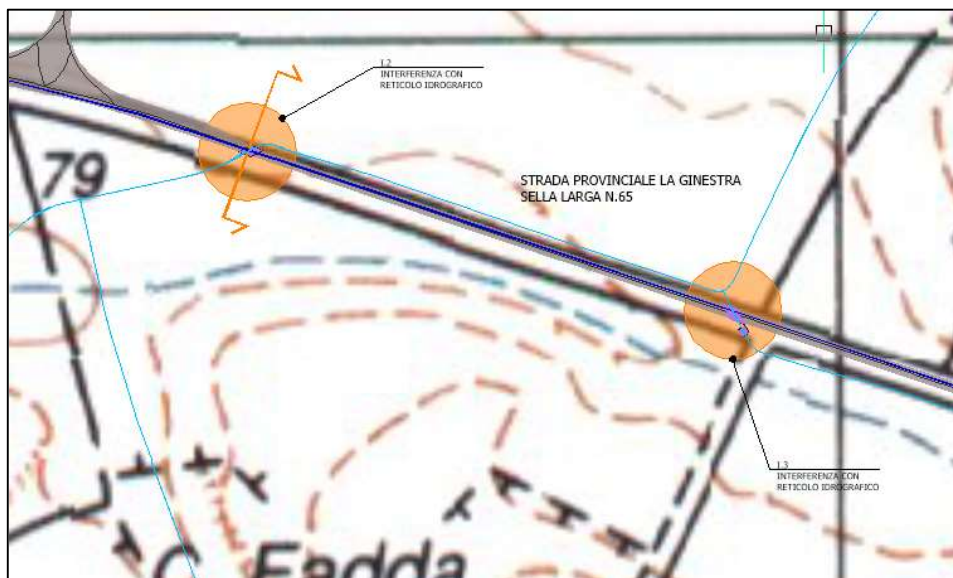 I.2
INTERFERENZA CON
RETICOLO IDROGRAFICO
79
STRADA PROVINCIALE LA GINESTRA
SELLA LARGA N.65
I.3
INTERFERENZA CON
RETICOLO IDROGRAFICO
C. Fadda